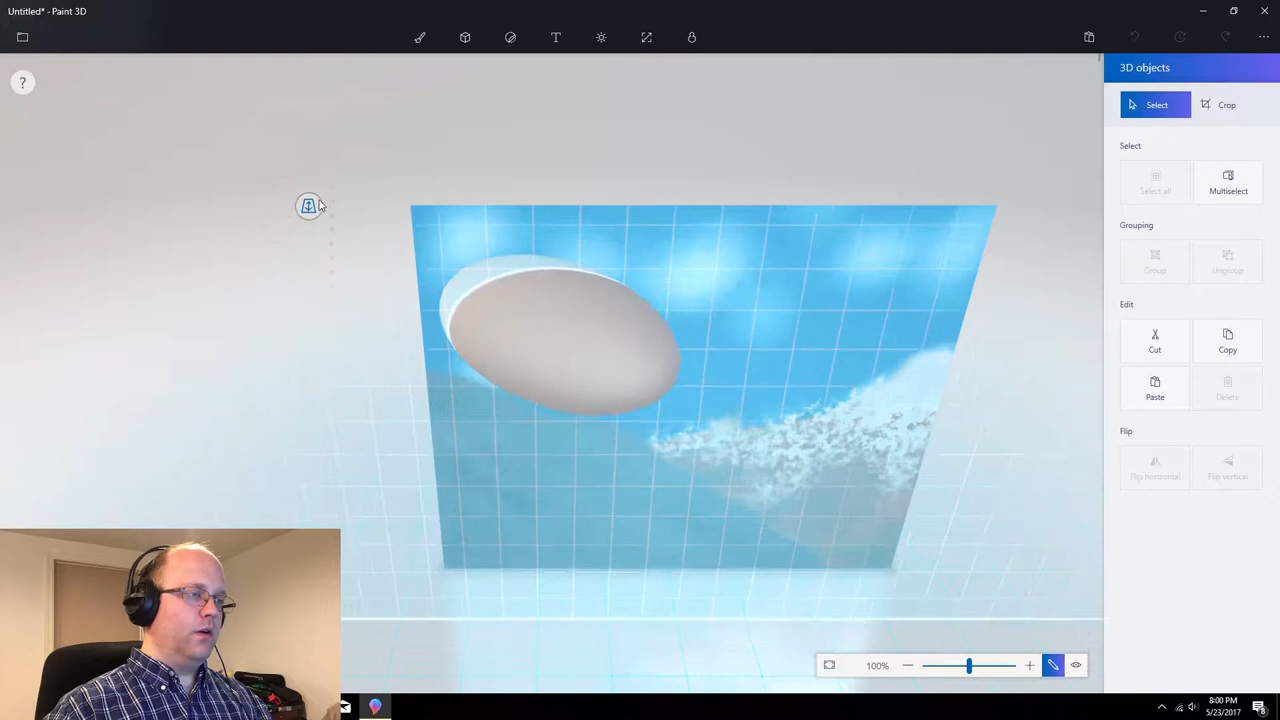 Untitled* - Paint 3D
?
3D objects
Select
Crop
Select
Select all
Multiselect
Grouping
Group
Ungroup
Edit
Cut
Copy
Paste
Delete
Flip
Flip horizontal
Flip vertical
100%
8:00 PM
5/23/2017
8